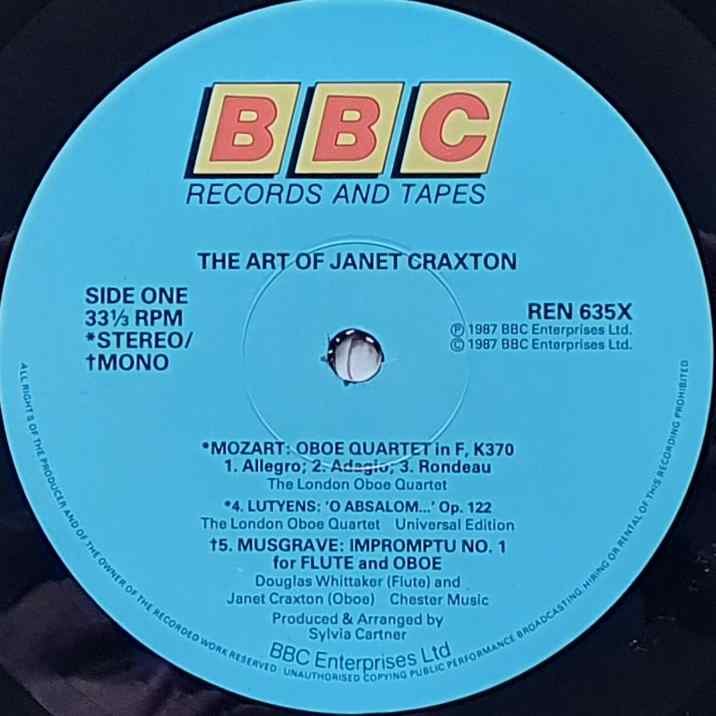 BBC
RECORDS AND TAPES
THE ART OF JANET CRAXTON
SIDE ONE
33⅓ RPM
*STEREO/
†MONO
REN 635X
Ⓟ 1987 BBC Enterprises Ltd.
© 1987 BBC Enterprises Ltd.
*MOZART: OBOE QUARTET in F, K370
1. Allegro; 2. Adagio; 3. Rondeau
The London Oboe Quartet
*4. LUTYENS: 'O ABSALOM...' Op. 122
The London Oboe Quartet Universal Edition
†5. MUSGRAVE: IMPROMPTU NO. 1
for FLUTE and OBOE
Douglas Whittaker (Flute) and
Janet Craxton (Oboe) Chester Music
Produced & Arranged by
Sylvia Cartner
BBC Enterprises Ltd
ALL RIGHTS OF THE PRODUCER AND OF THE OWNER OF THE RECORDED WORK RESERVED · UNAUTHORISED COPYING PUBLIC PERFORMANCE BROADCASTING, HIRING OR RENTAL OF THIS RECORDING PROHIBITED